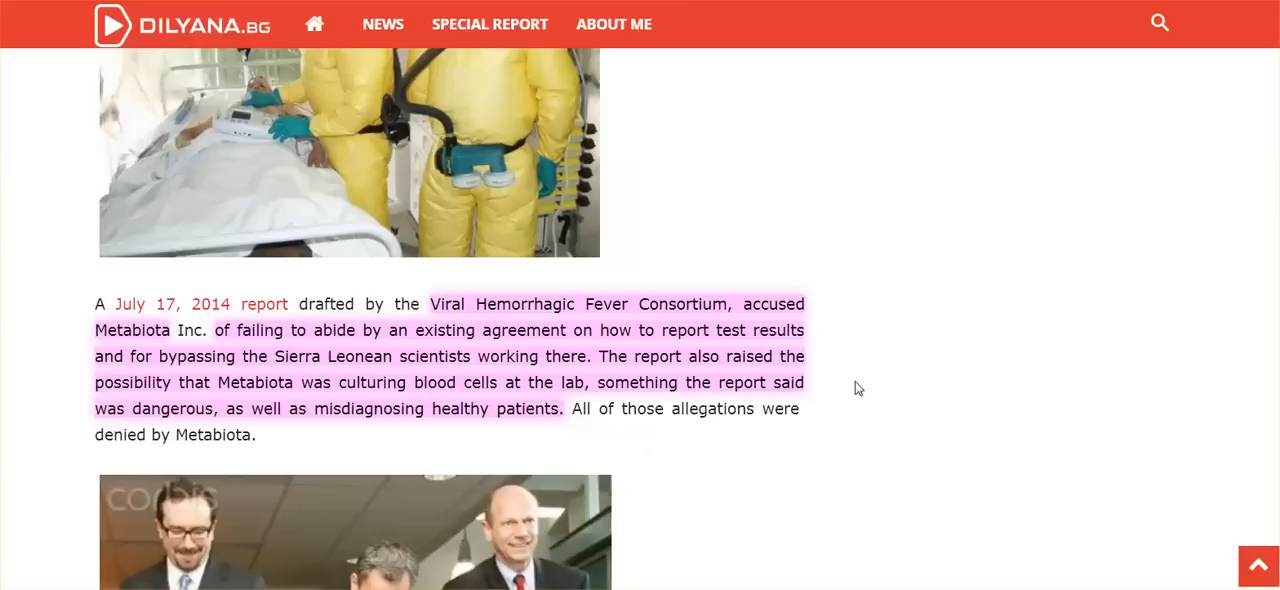 DILYANA.BG
NEWS
SPECIAL REPORT
ABOUT ME
A July 17, 2014 report drafted by the Viral Hemorrhagic Fever Consortium, accused
Metabiota Inc. of failing to abide by an existing agreement on how to report test results
and for bypassing the Sierra Leonean scientists working there. The report also raised the
possibility that Metabiota was culturing blood cells at the lab, something the report said
was dangerous, as well as misdiagnosing healthy patients. All of those allegations were
denied by Metabiota.
corbis